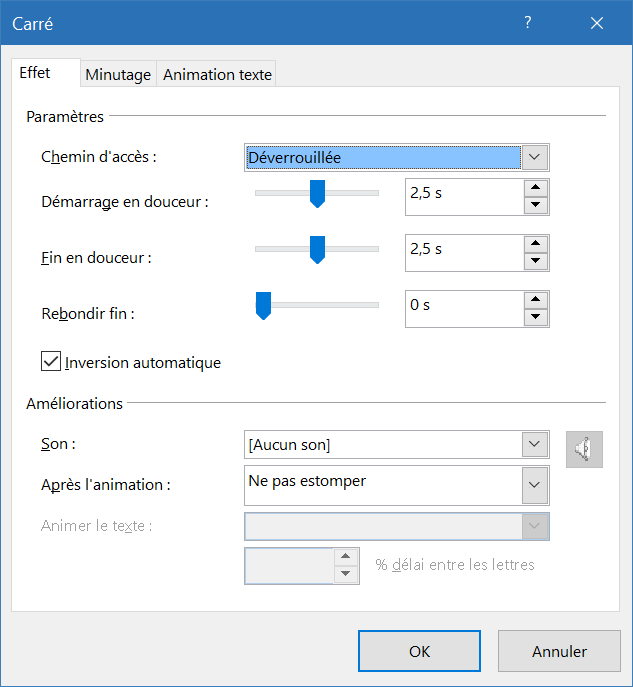 Carré
?
Effet Minutage Animation texte
Paramètres
Chemin d'accès : Déverrouillée
Démarrage en douceur : 2,5 s
Fin en douceur : 2,5 s
Rebondir fin : 0 s
Inversion automatique
Améliorations
Son : [Aucun son]
Après l'animation : Ne pas estomper
Animer le texte :
% délai entre les lettres
OK Annuler